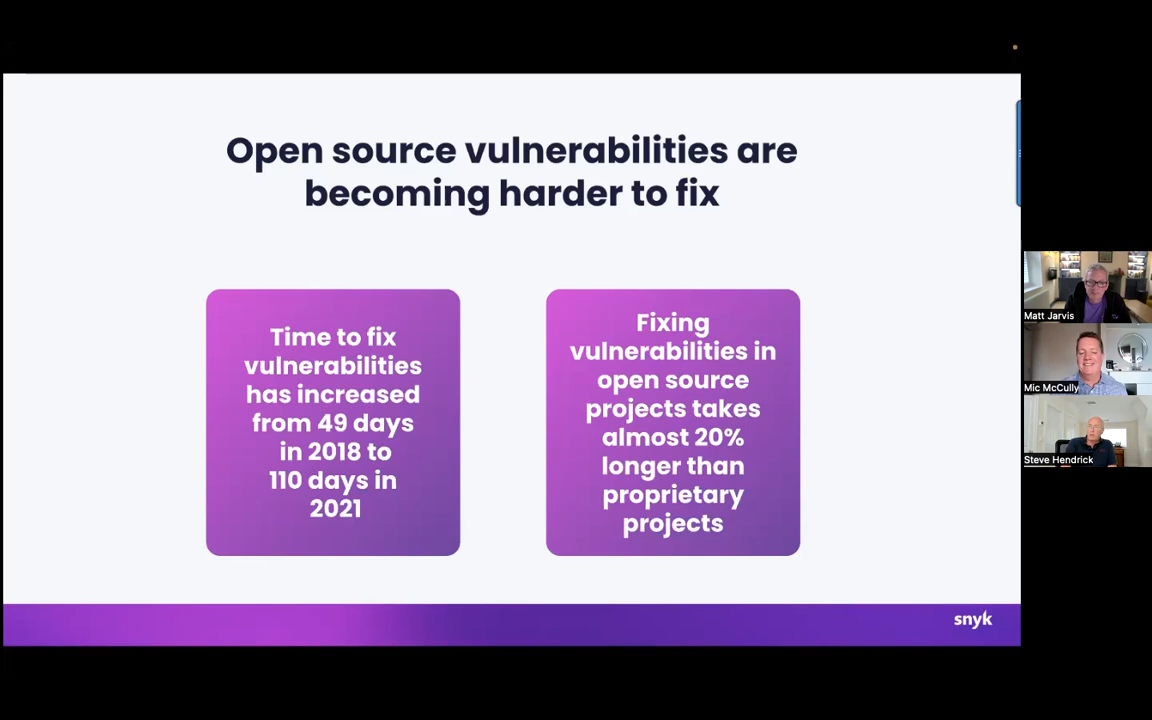 Open source vulnerabilities are
becoming harder to fix
Time to fix
vulnerabilities
has increased
from 49 days
in 2018 to
110 days in
2021
Fixing
vulnerabilities in
open source
projects takes
almost 20%
longer than
proprietary
projects
snyk
Matt Jarvis
Mic McCully
Steve Hendrick